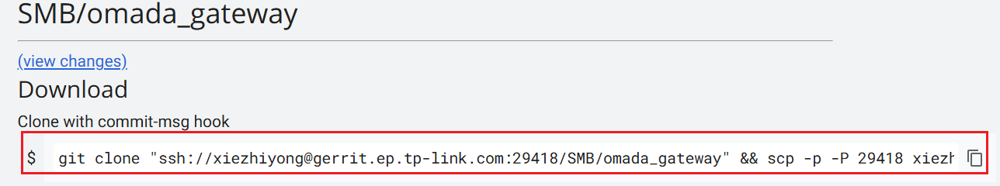 SMB/omada_gateway
(view changes)
Download
Clone with commit-msg hook
$ git clone "ssh://xiezhiyong@gerrit.ep.tp-link.com:29418/SMB/omada_gateway" && scp -p -P 29418 xiezh